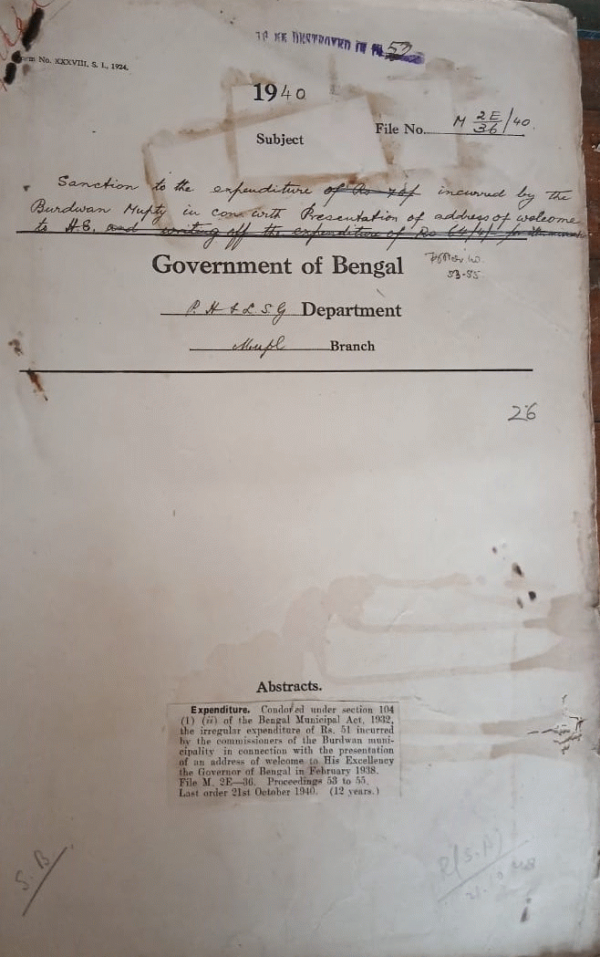 TO BE DESTROYED IN 52
Form No. XXXVIII, S. I., 1924.
1940
File No. M 2E/36/40
Subject
Sanction to the expenditure of Rs incurred by the
Burdwan Mupty in con. with Presentation of address of welcome
to H.E. and writing off the expenditure of Rs
Government of Bengal
53-55
P. H & L. S. G Department
Mupl Branch
26
Abstracts.
Expenditure. Condoned under section 104
(1) (ii) of the Bengal Municipal Act, 1932,
the irregular expenditure of Rs. 51 incurred
by the commissioners of the Burdwan muni-
cipality in connection with the presentation
of an address of welcome to His Excellency
the Governor of Bengal in February 1938.
File M. 2E—36. Proceedings 53 to 55.
Last order 21st October 1940. (12 years.)
S. B
R(S.B)